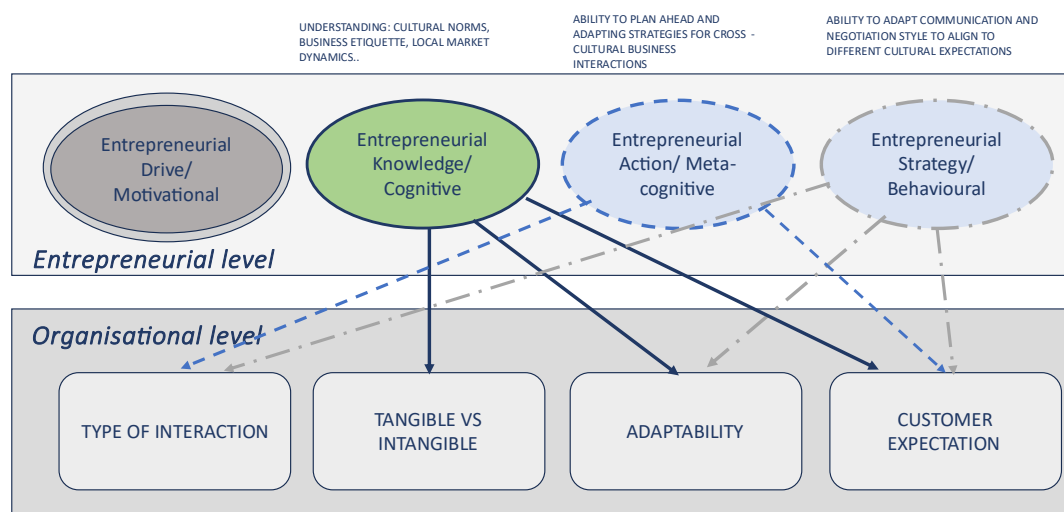 UNDERSTANDING: CULTURAL NORMS,
BUSINESS ETIQUETTE, LOCAL MARKET
DYNAMICS..
ABILITY TO PLAN AHEAD AND
ADAPTING STRATEGIES FOR CROSS -
CULTURAL BUSINESS
INTERACTIONS
ABILITY TO ADAPT COMMUNICATION AND
NEGOTIATION STYLE TO ALIGN TO
DIFFERENT CULTURAL EXPECTATIONS
Entrepreneurial
Drive/
Motivational
Entrepreneurial
Knowledge/
Cognitive
Entrepreneurial
Action/ Meta-
cognitive
Entrepreneurial
Strategy/
Behavioural
Entrepreneurial level
Organisational level
TYPE OF INTERACTION
TANGIBLE VS
INTANGIBLE
ADAPTABILITY
CUSTOMER
EXPECTATION